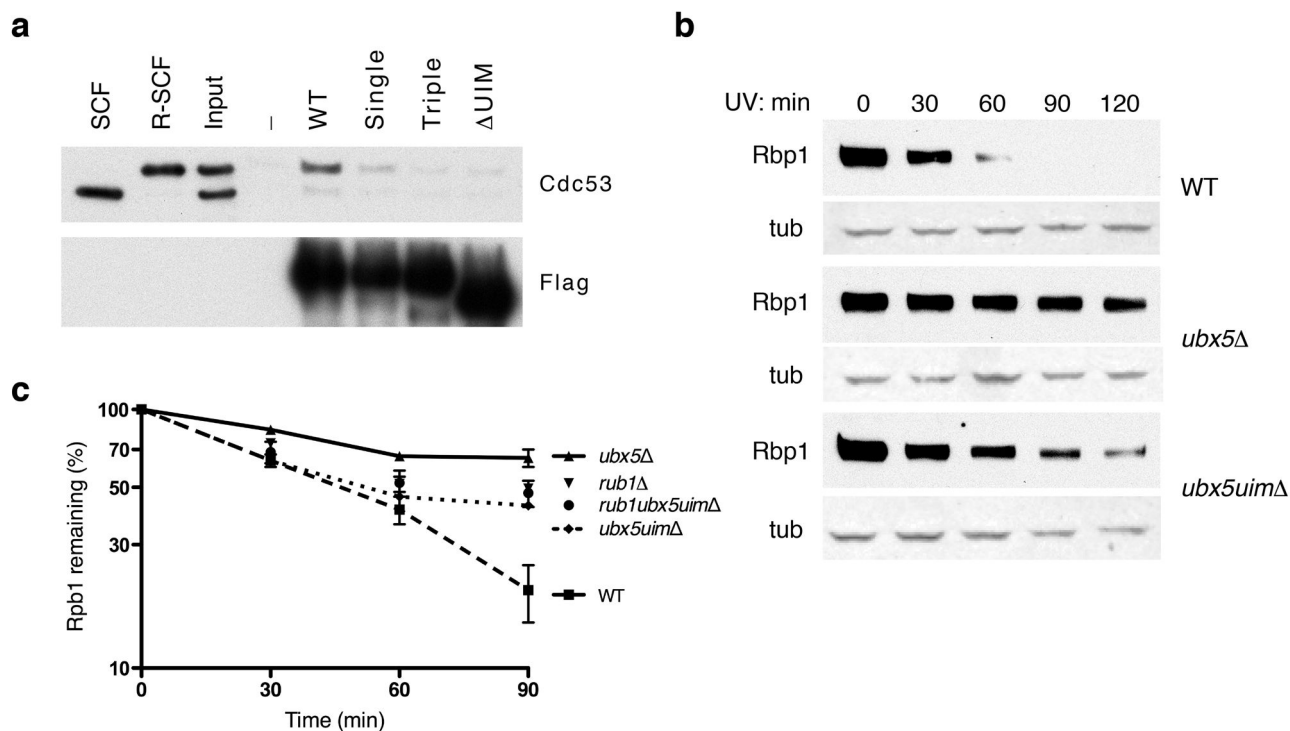 a
SCF
R-SCF
Input
–
WT
Single
Triple
ΔUIM
Cdc53
Flag
b
UV: min 0 30 60 90 120
Rbp1
WT
tub
Rbp1
ubx5Δ
tub
Rbp1
ubx5uimΔ
tub
c
Rpb1 remaining (%)
100
70
50
30
10
0 30 60 90
Time (min)
ubx5Δ
rub1Δ
rub1ubx5uimΔ
ubx5uimΔ
WT